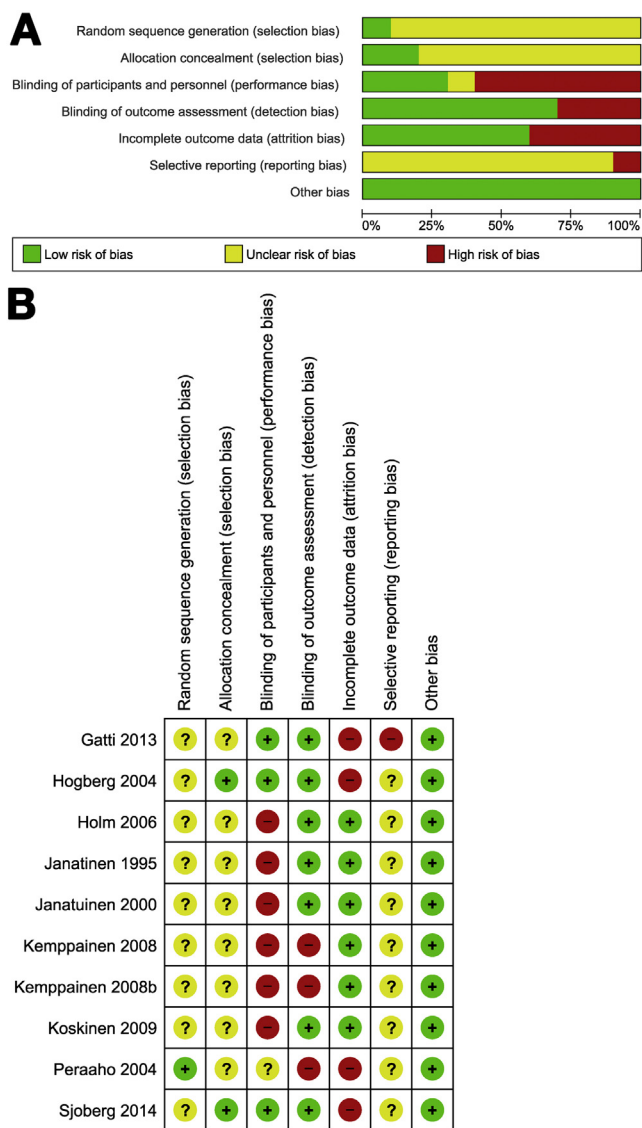 A
Random sequence generation (selection bias)
Allocation concealment (selection bias)
Blinding of participants and personnel (performance bias)
Blinding of outcome assessment (detection bias)
Incomplete outcome data (attrition bias)
Selective reporting (reporting bias)
Other bias
0% 25% 50% 75% 100%
Low risk of bias Unclear risk of bias High risk of bias
B
Random sequence generation (selection bias)
Allocation concealment (selection bias)
Blinding of participants and personnel (performance bias)
Blinding of outcome assessment (detection bias)
Incomplete outcome data (attrition bias)
Selective reporting (reporting bias)
Other bias
Gatti 2013 ? ? + + − − +
Hogberg 2004 ? + + + − ? +
Holm 2006 ? ? − + + ? +
Janatinen 1995 ? ? − + + ? +
Janatuinen 2000 ? ? − + + ? +
Kemppainen 2008 ? ? − − + ? +
Kemppainen 2008b ? ? − − + ? +
Koskinen 2009 ? ? − + + ? +
Peraaho 2004 + ? ? − − ? +
Sjoberg 2014 ? + + + − ? +